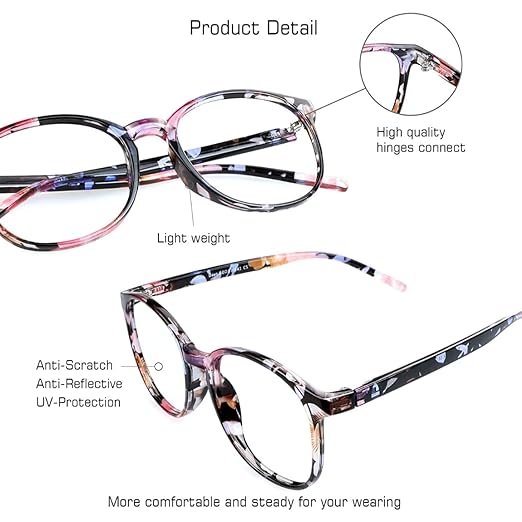 Product Detail
High quality
hinges connect
Light weight
Anti-Scratch
Anti-Reflective
UV-Protection
More comfortable and steady for your wearing